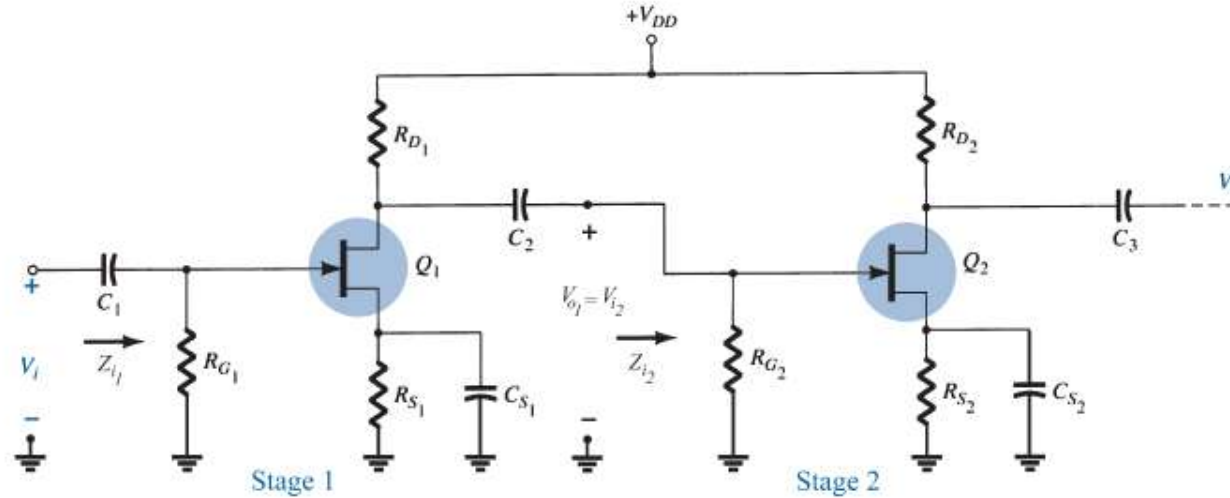 +V_DD
R_D1
R_D2
V
C_2
+
C_3
Q_1
Q_2
+
C_1
V_o1 = V_i2
Z_i1
R_G1
Z_i2
R_G2
V_i
R_S1
C_S1
R_S2
C_S2
−
−
Stage 1
Stage 2